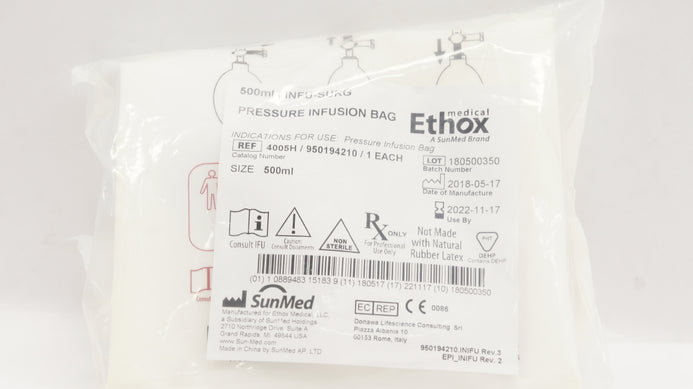 500ml INFU-SURG
PRESSURE INFUSION BAG
medical
Ethox
A SunMed Brand
INDICATIONS FOR USE: Pressure Infusion Bag
REF 4005H / 950194210 / 1 EACH
Catalog Number
LOT 180500350
Batch Number
SIZE 500ml
2018-05-17
Date of Manufacture
2022-11-17
Use By
Consult IFU
Caution:
Consult Documents
NON
STERILE
Rx ONLY
For Professional
Use Only
Not Made
with Natural
Rubber Latex
PHT
DEHP
Contains DEHP
(01) 1 0889483 15183 9 (11) 180517 (17) 221117 (10) 180500350
SunMed
Manufactured for Ethox Medical, LLC.
a Subsidiary of SunMed Holdings
2710 Northridge Drive, Suite A
Grand Rapids, MI, 49544 USA
www.Sun-Med.com
Made in China by SunMed AP, LTD
EC REP CE 0086
Donawa Lifescience Consulting Srl
Piazza Albania 10
00153 Rome, Italy
950194210.INIFU Rev.3
EPI_INIFU Rev. 2
Consult